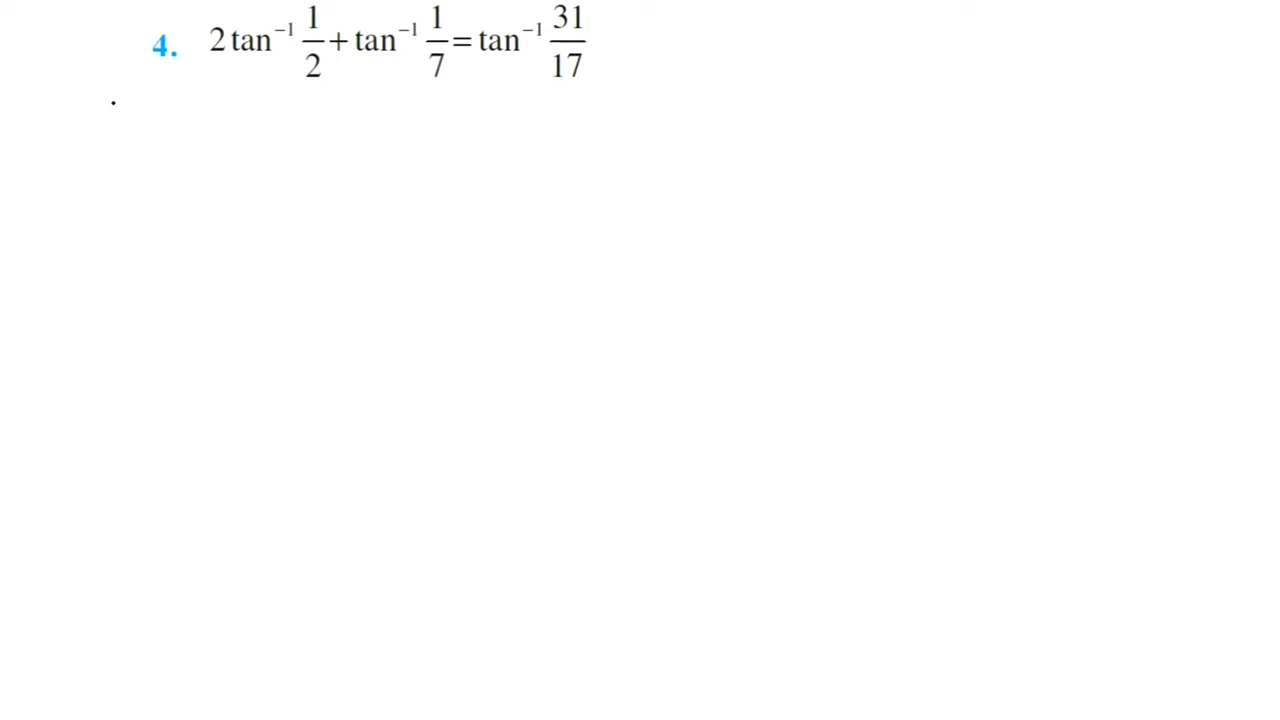 4. 2 tan⁻¹ 1/2 + tan⁻¹ 1/7 = tan⁻¹ 31/17